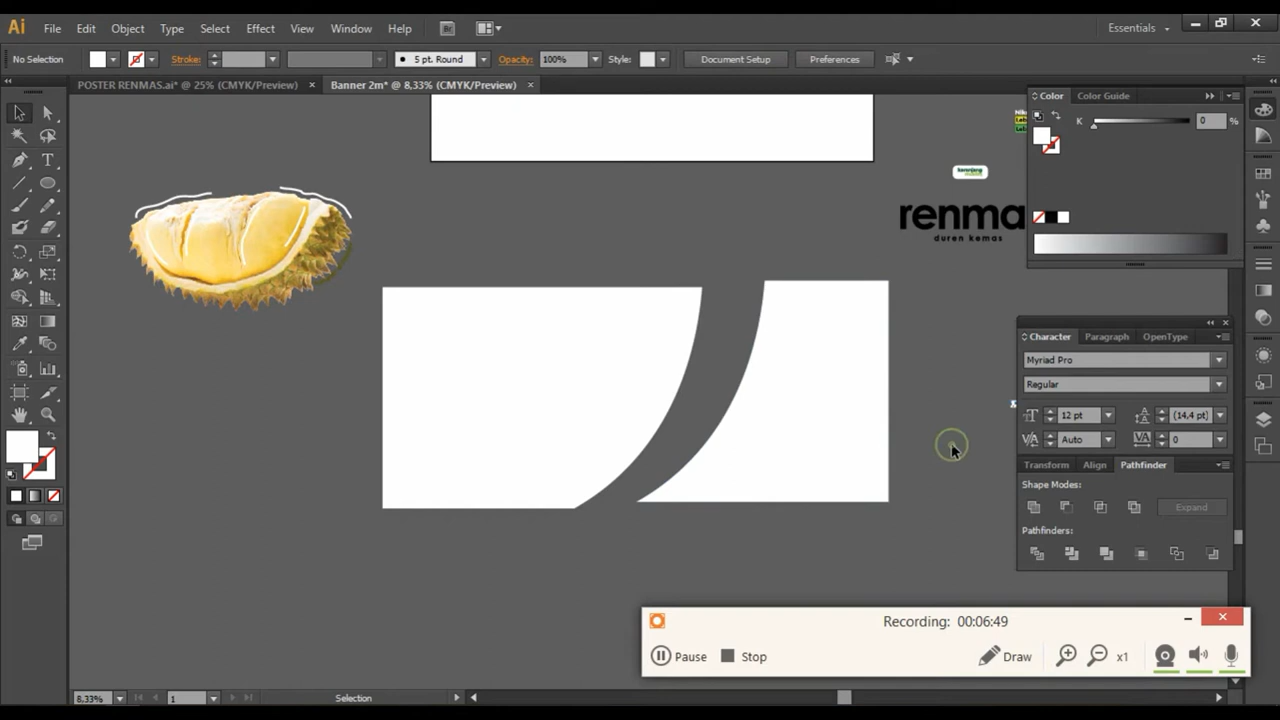 Ai File Edit Object Type Select Effect View Window Help Essentials
No Selection Stroke: 5 pt. Round Opacity: 100% Style: Document Setup Preferences
POSTER RENMAS.ai* @ 25% (CMYK/Preview) × Banner 2m* @ 8,33% (CMYK/Preview) ×
Color Color Guide
K 0 %
renma
duren kemas
Character Paragraph OpenType
Myriad Pro
Regular
12 pt (14,4 pt)
Auto 0
Transform Align Pathfinder
Shape Modes:
Expand
Pathfinders:
Recording: 00:06:49
Pause Stop Draw x1
8,33% 1 Selection